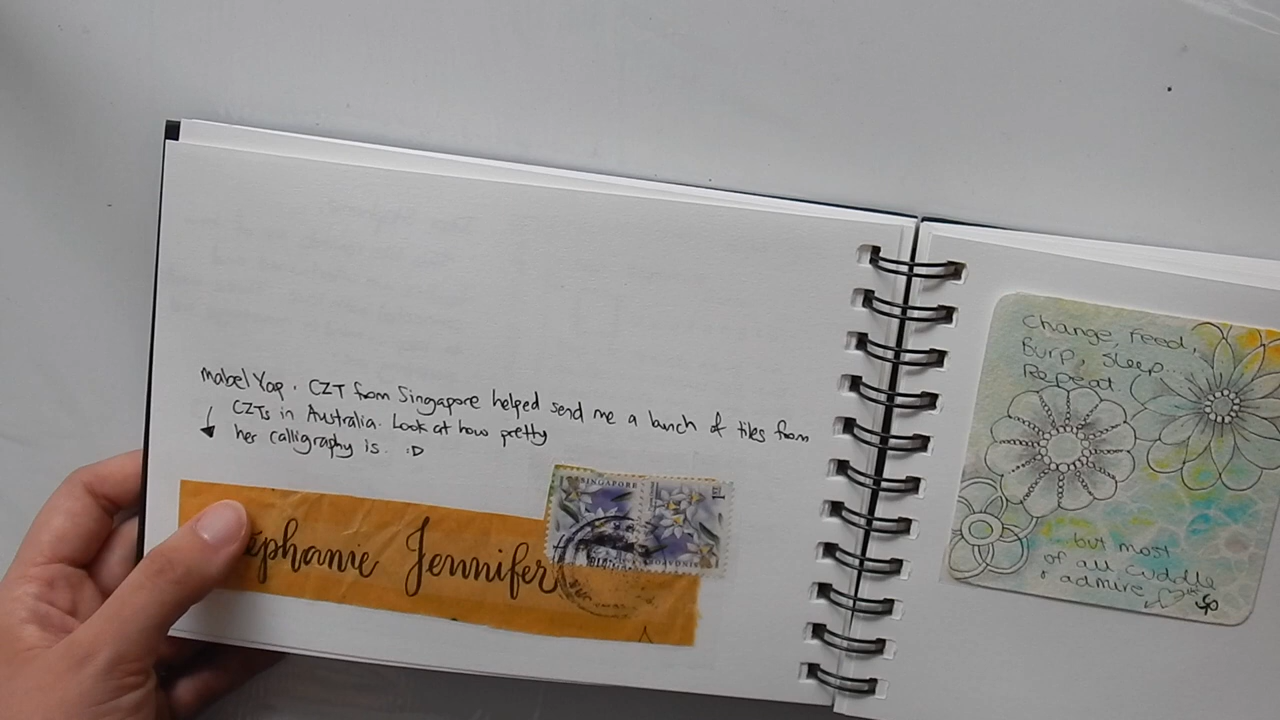 Mabel Yap. CZT from Singapore helped send me a bunch of tiles from
CZTs in Australia. Look at how pretty
her calligraphy is. :D
SINGAPORE
Jennifer
Change, Feed,
Burp, Sleep...
Repeat
...but most
of all cuddle
& admire